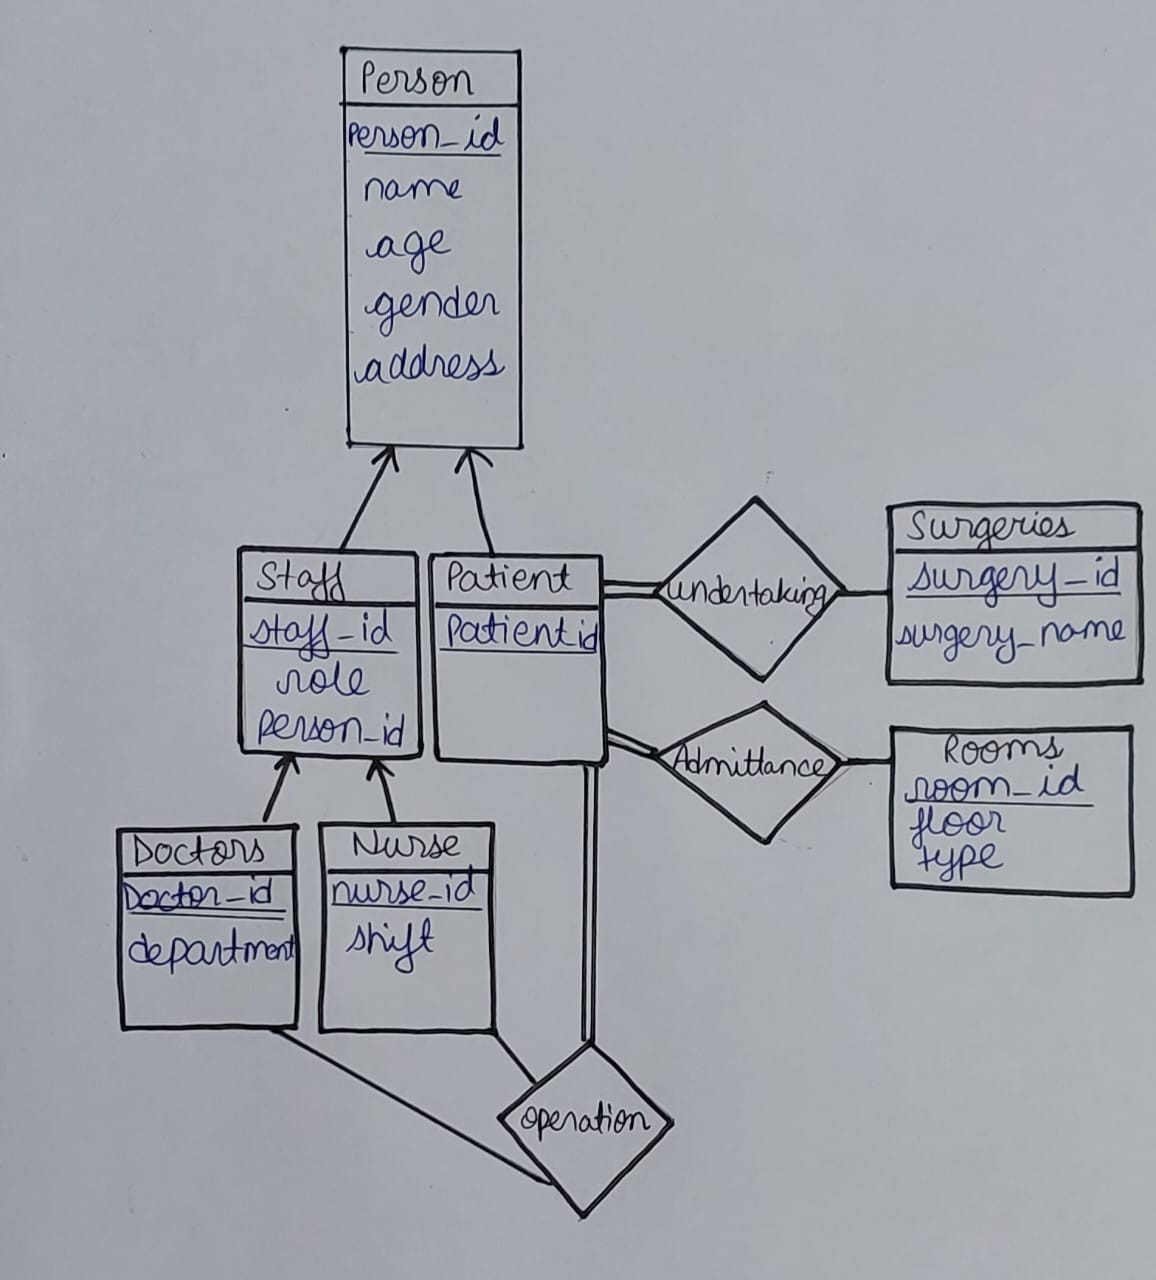 Person
person_id
name
age
gender
address
Staff
staff_id
role
person_id
Patient
Patient id
undertaking
Surgeries
surgery_id
surgery_name
Admittance
Rooms
room_id
floor
type
Doctors
Doctor_id
department
Nurse
nurse_id
shift
operation